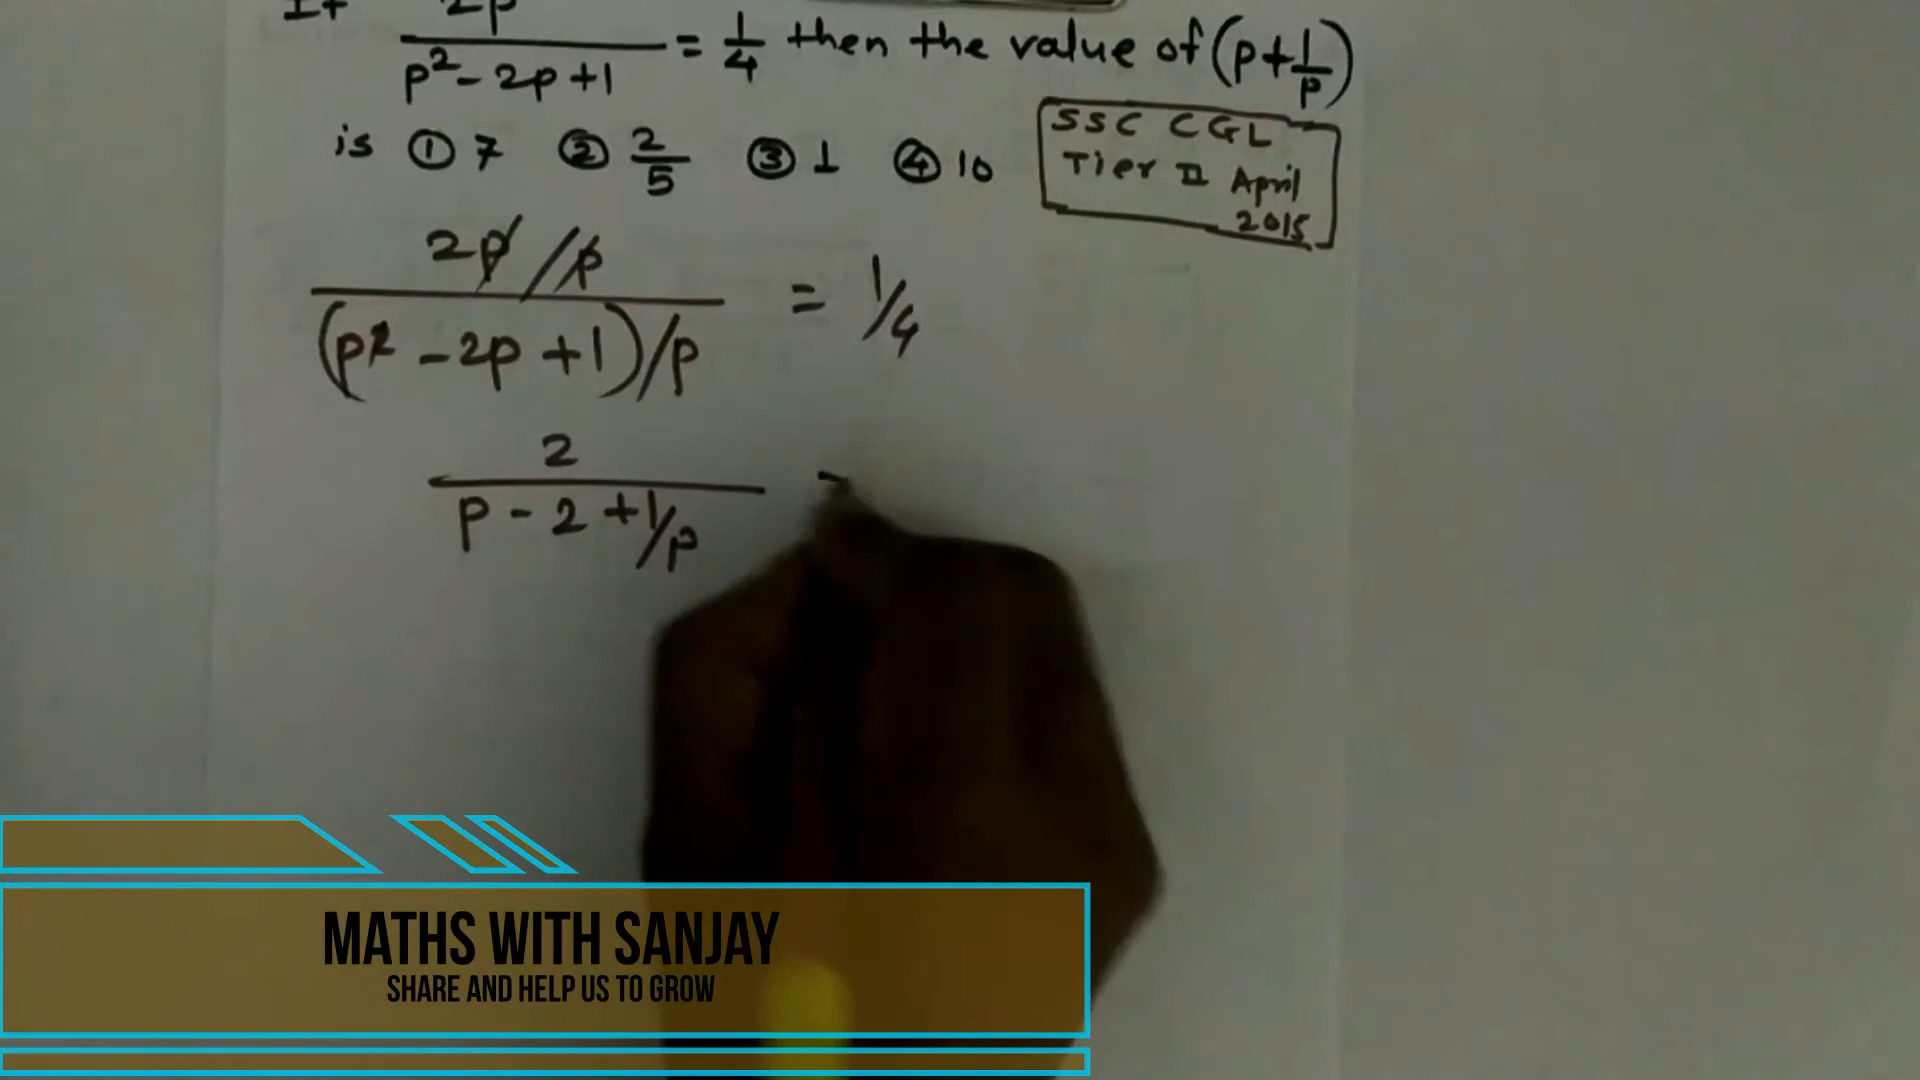 If 2p
p²-2p+1 = 1/4 then the value of (p+1/p)
is ① 7 ② 2/5 ③ 1 ④ 10
SSC CGL
Tier II April
2015
2p/p
(p²-2p+1)/p = 1/4
2
p-2+1/p
MATHS WITH SANJAY
SHARE AND HELP US TO GROW